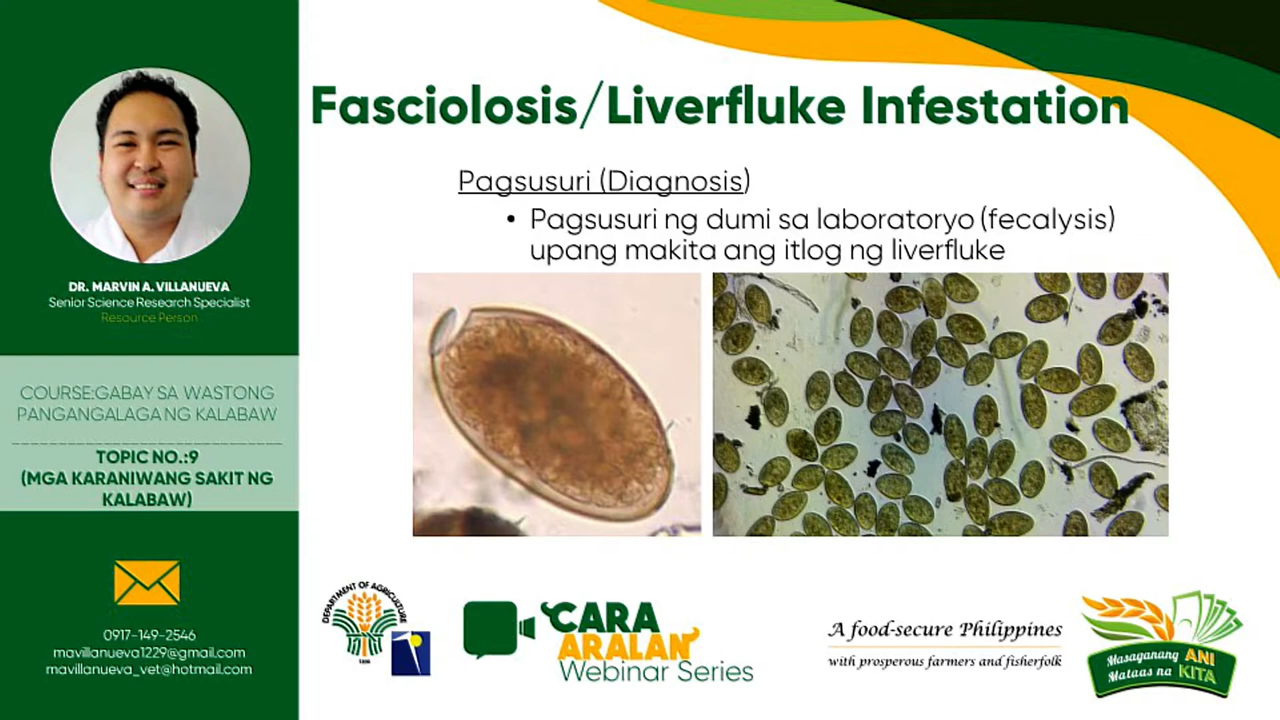 Fasciolosis/Liverfluke Infestation
Pagsusuri (Diagnosis)
• Pagsusuri ng dumi sa laboratoryo (fecalysis)
upang makita ang itlog ng liverfluke
DR. MARVIN A. VILLANUEVA
Senior Science Research Specialist
Resource Person
COURSE:GABAY SA WASTONG
PANGANGALAGA NG KALABAW
TOPIC NO.:9
(MGA KARANIWANG SAKIT NG
KALABAW)
0917-149-2546
mavillanueva1229@gmail.com
mavillanueva_vet@hotmail.com
DEPARTMENT OF AGRICULTURE
CARA
ARALAN
Webinar Series
A food-secure Philippines
with prosperous farmers and fisherfolk
Masaganang ANI
Mataas na KITA